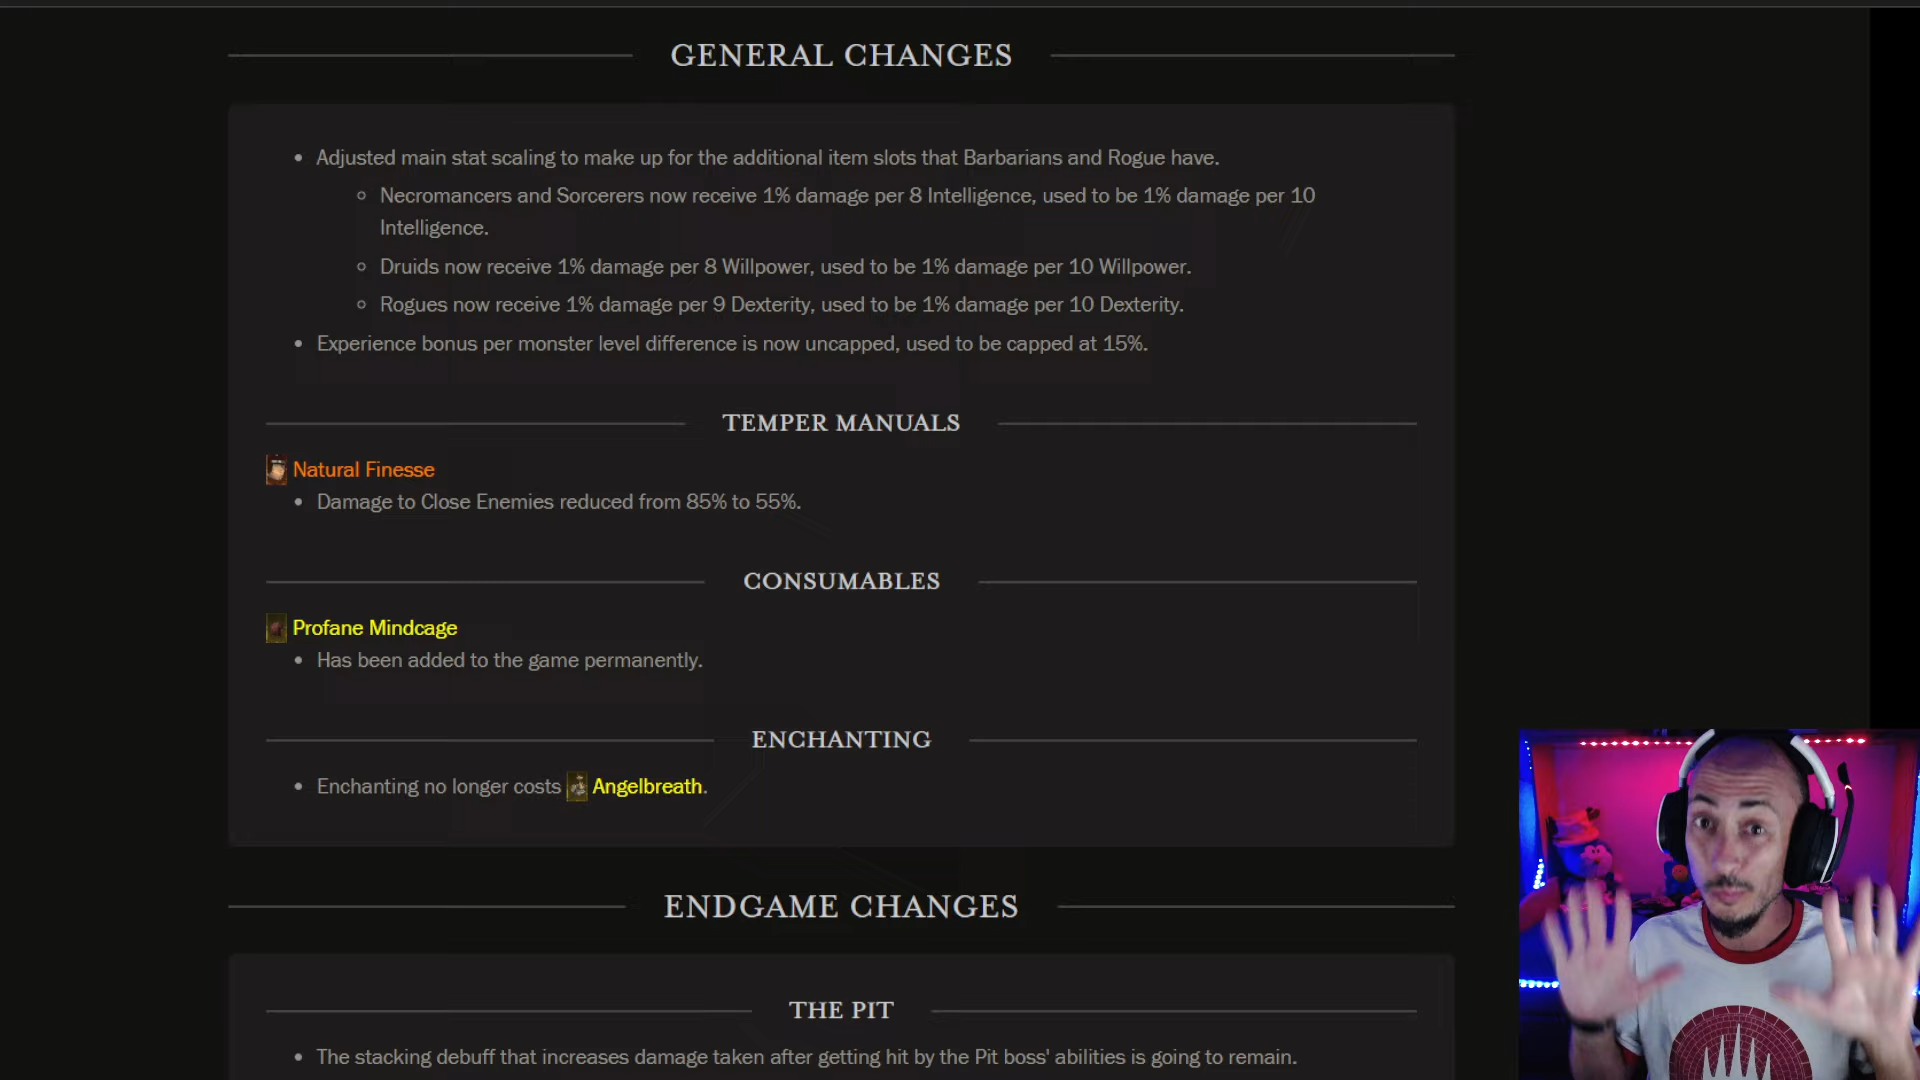 GENERAL CHANGES
Adjusted main stat scaling to make up for the additional item slots that Barbarians and Rogue have.
Necromancers and Sorcerers now receive 1% damage per 8 Intelligence, used to be 1% damage per 10
Intelligence.
Druids now receive 1% damage per 8 Willpower, used to be 1% damage per 10 Willpower.
Rogues now receive 1% damage per 9 Dexterity, used to be 1% damage per 10 Dexterity.
Experience bonus per monster level difference is now uncapped, used to be capped at 15%.
TEMPER MANUALS
Natural Finesse
Damage to Close Enemies reduced from 85% to 55%.
CONSUMABLES
Profane Mindcage
Has been added to the game permanently.
ENCHANTING
Enchanting no longer costs Angelbreath.
ENDGAME CHANGES
THE PIT
The stacking debuff that increases damage taken after getting hit by the Pit boss' abilities is going to remain.